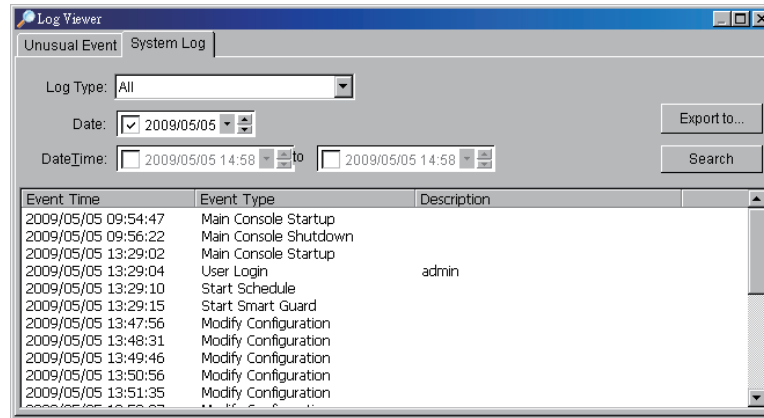 Log Viewer
Unusual Event System Log
Log Type: All
Date: 2009/05/05
Export to...
DateTime: 2009/05/05 14:58 to 2009/05/05 14:58
Search
Event Time Event Type Description
2009/05/05 09:54:47 Main Console Startup
2009/05/05 09:56:22 Main Console Shutdown
2009/05/05 13:29:02 Main Console Startup
2009/05/05 13:29:04 User Login admin
2009/05/05 13:29:10 Start Schedule
2009/05/05 13:29:15 Start Smart Guard
2009/05/05 13:47:56 Modify Configuration
2009/05/05 13:48:31 Modify Configuration
2009/05/05 13:49:46 Modify Configuration
2009/05/05 13:50:56 Modify Configuration
2009/05/05 13:51:35 Modify Configuration